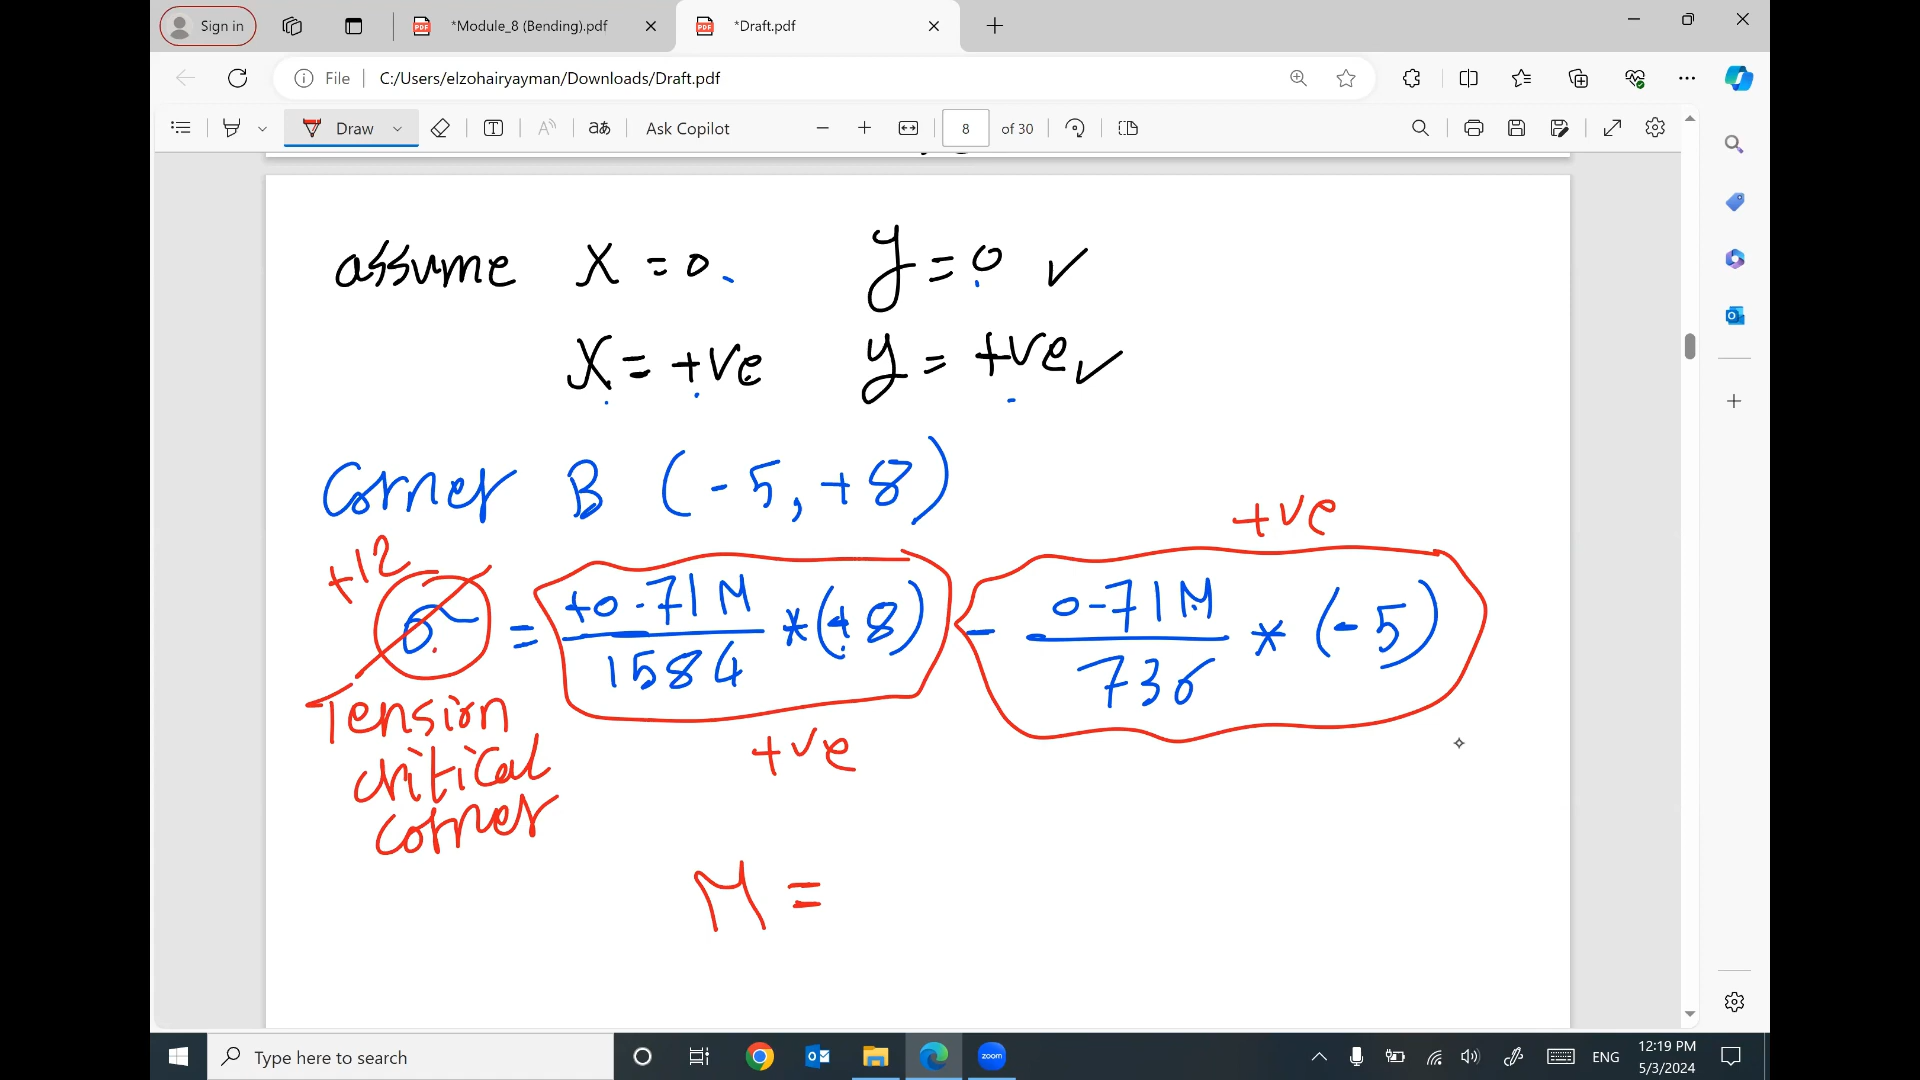 Sign in
*Module_8 (Bending).pdf
*Draft.pdf
File
C:/Users/elzohairyayman/Downloads/Draft.pdf
Draw
Ask Copilot
8 of 30
assume X = 0 y = 0 ✓
X = +ve y = +ve ✓
Corner B (-5, +8)
+ve
+12
σ = +0.71M/1584 * (+8) - 0.71M/736 * (-5)
Tension
critical
corner
+ve
M =
Type here to search
zoom
ENG
12:19 PM
5/3/2024